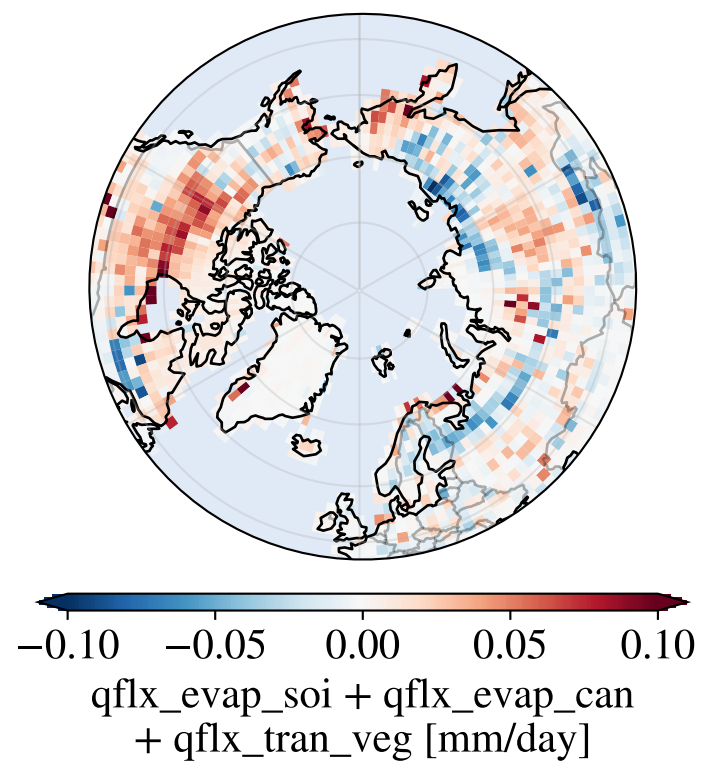 −0.10 −0.05 0.00 0.05 0.10
qflx_evap_soi + qflx_evap_can
+ qflx_tran_veg [mm/day]